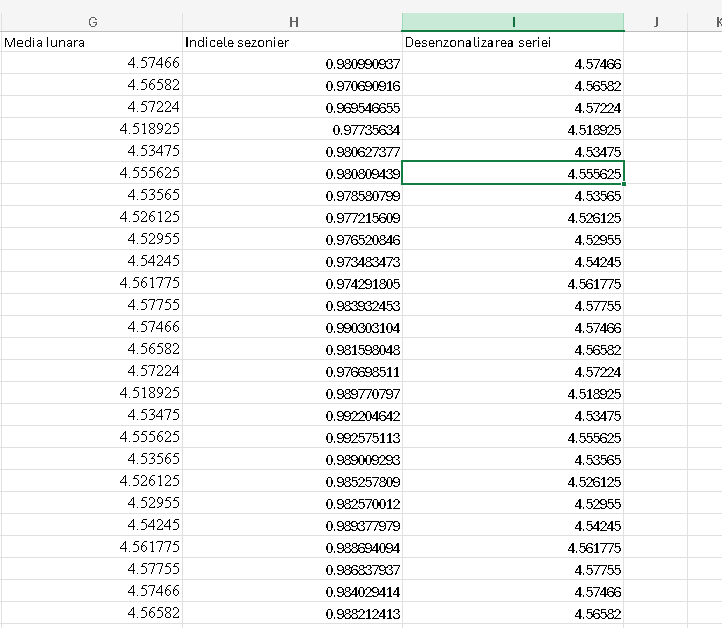 G H I J K
Media lunara Indicele sezonier Desenzonalizarea seriei
4.57466 0.980990937 4.57466
4.56582 0.970690916 4.56582
4.57224 0.969546655 4.57224
4.518925 0.97735634 4.518925
4.53475 0.980627377 4.53475
4.555625 0.980809439 4.555625
4.53565 0.978580799 4.53565
4.526125 0.977215609 4.526125
4.52955 0.976520846 4.52955
4.54245 0.973483473 4.54245
4.561775 0.974291805 4.561775
4.57755 0.983932453 4.57755
4.57466 0.990303104 4.57466
4.56582 0.981598048 4.56582
4.57224 0.976698511 4.57224
4.518925 0.989770797 4.518925
4.53475 0.992204642 4.53475
4.555625 0.992575113 4.555625
4.53565 0.989009293 4.53565
4.526125 0.985257809 4.526125
4.52955 0.982570012 4.52955
4.54245 0.989377979 4.54245
4.561775 0.988694094 4.561775
4.57755 0.986837937 4.57755
4.57466 0.984029414 4.57466
4.56582 0.988212413 4.56582